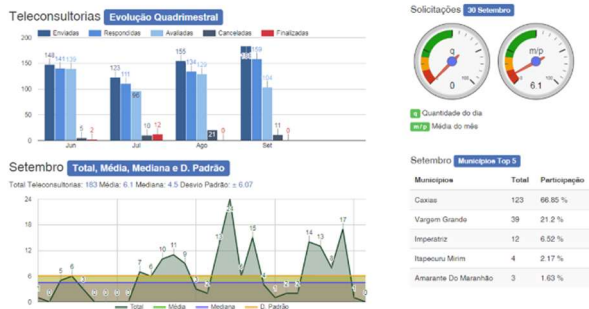 Teleconsultorias Evolução Quadrimestral
Enviadas Respondidas Avaliadas Canceladas Finalizadas
200
150
100
50
0
148 141 139 5 2
123 111 96 10 12
155 134 129 21 0
183 159 104 11 0
Jun Jul Ago Set
Solicitações 30 Setembro
q
0
100
m/p
6.1
100
q Quantidade do dia
m/p Média do mês
Setembro Total, Média, Mediana e D. Padrão
Total Teleconsultorias: 183 Média: 6.1 Mediana: 4.5 Desvio Padrão: ± 6.07
24
18
12
6
0
5 6 7 6 10 11 9 24 15 14 13 17
Total Média Mediana D. Padrão
Setembro Municípios Top 5
Municípios Total Participação
Caxias 123 66.85 %
Vargem Grande 39 21.2 %
Imperatriz 12 6.52 %
Itapecuru Mirim 4 2.17 %
Amarante Do Maranhão 3 1.63 %